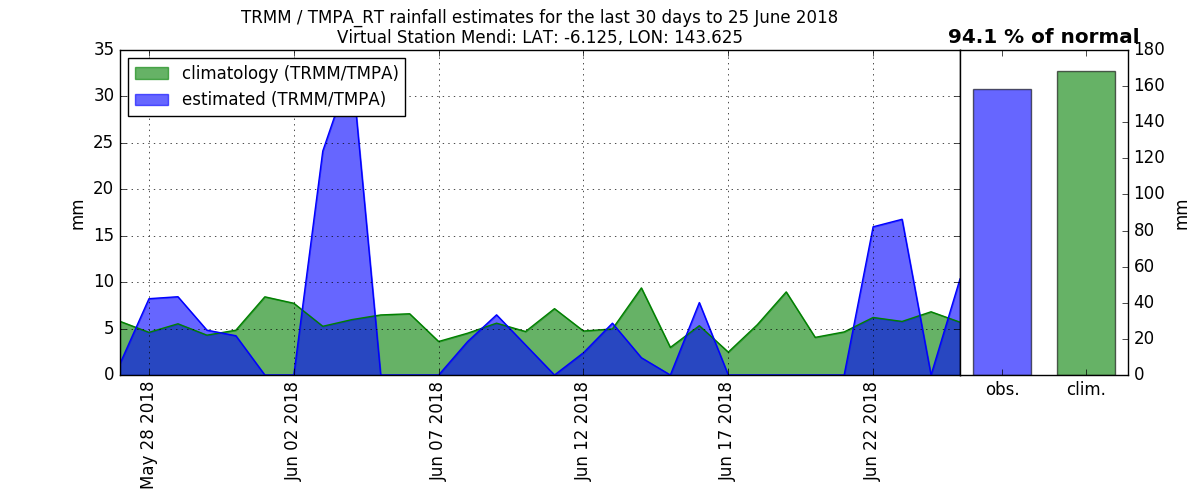 TRMM / TMPA_RT rainfall estimates for the last 30 days to 25 June 2018
Virtual Station Mendi: LAT: -6.125, LON: 143.625
94.1 % of normal
climatology (TRMM/TMPA)
estimated (TRMM/TMPA)
35
30
25
20
15
10
5
0
mm
May 28 2018
Jun 02 2018
Jun 07 2018
Jun 12 2018
Jun 17 2018
Jun 22 2018
180
160
140
120
100
80
60
40
20
0
mm
obs.
clim.